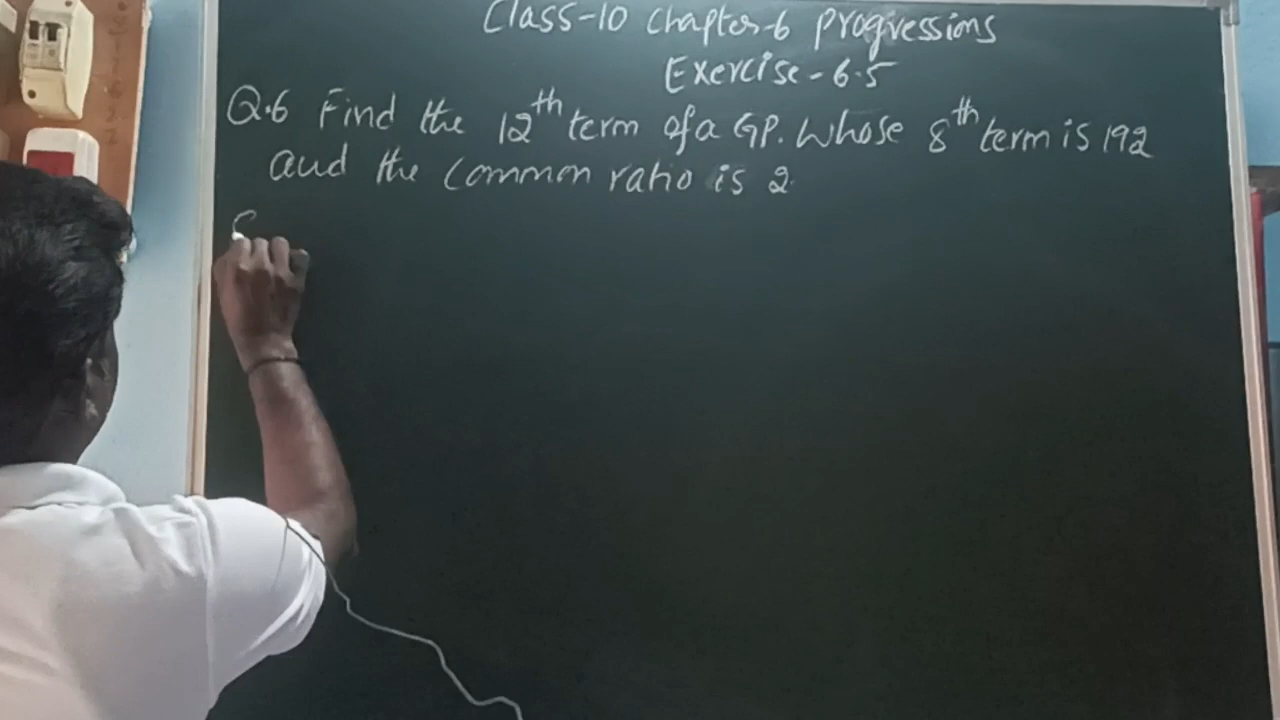 Class-10 Chapter-6 Progressions
Exercise-6.5
Q.6 Find the 12th term of a GP. Whose 8th term is 192
and the common ratio is 2.